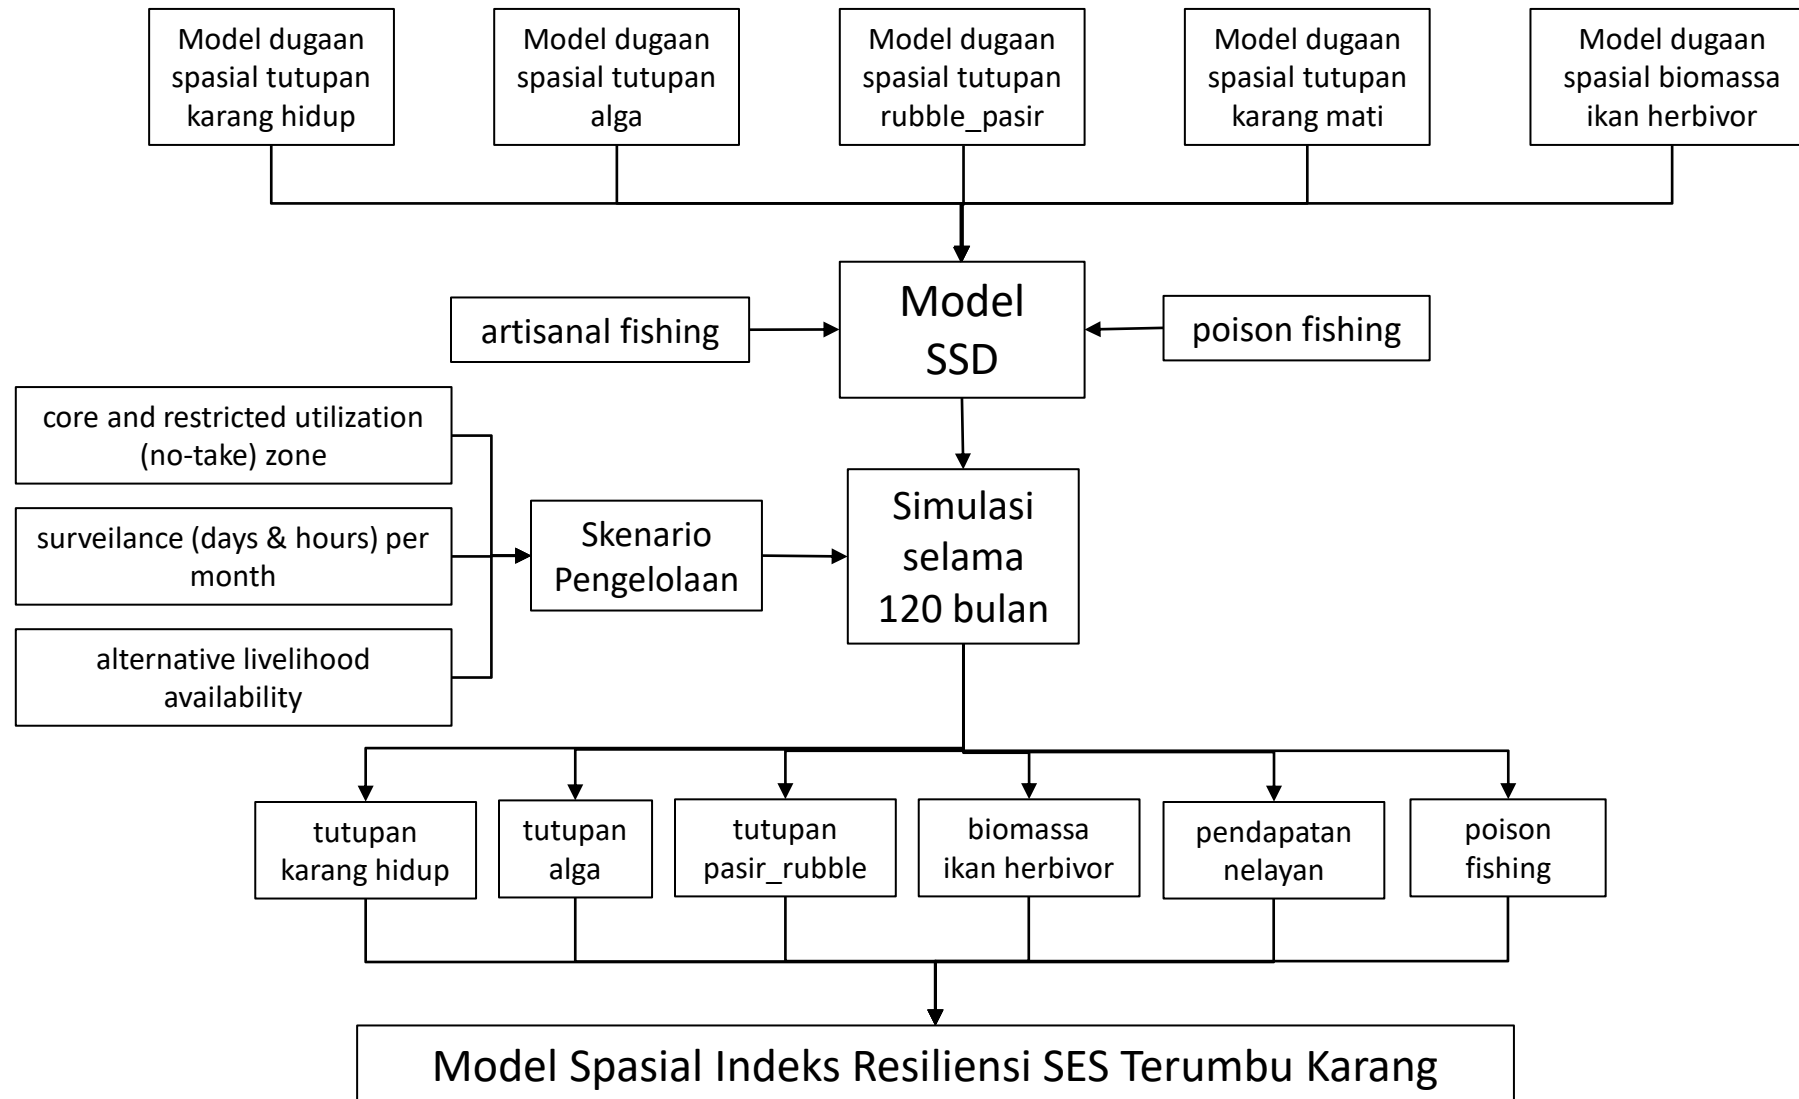 Model dugaan
spasial tutupan
karang hidup
Model dugaan
spasial tutupan
alga
Model dugaan
spasial tutupan
rubble_pasir
Model dugaan
spasial tutupan
karang mati
Model dugaan
spasial biomassa
ikan herbivor
artisanal fishing
Model
SSD
poison fishing
core and restricted utilization
(no-take) zone
surveilance (days & hours) per
month
alternative livelihood
availability
Skenario
Pengelolaan
Simulasi
selama
120 bulan
tutupan
karang hidup
tutupan
alga
tutupan
pasir_rubble
biomassa
ikan herbivor
pendapatan
nelayan
poison
fishing
Model Spasial Indeks Resiliensi SES Terumbu Karang